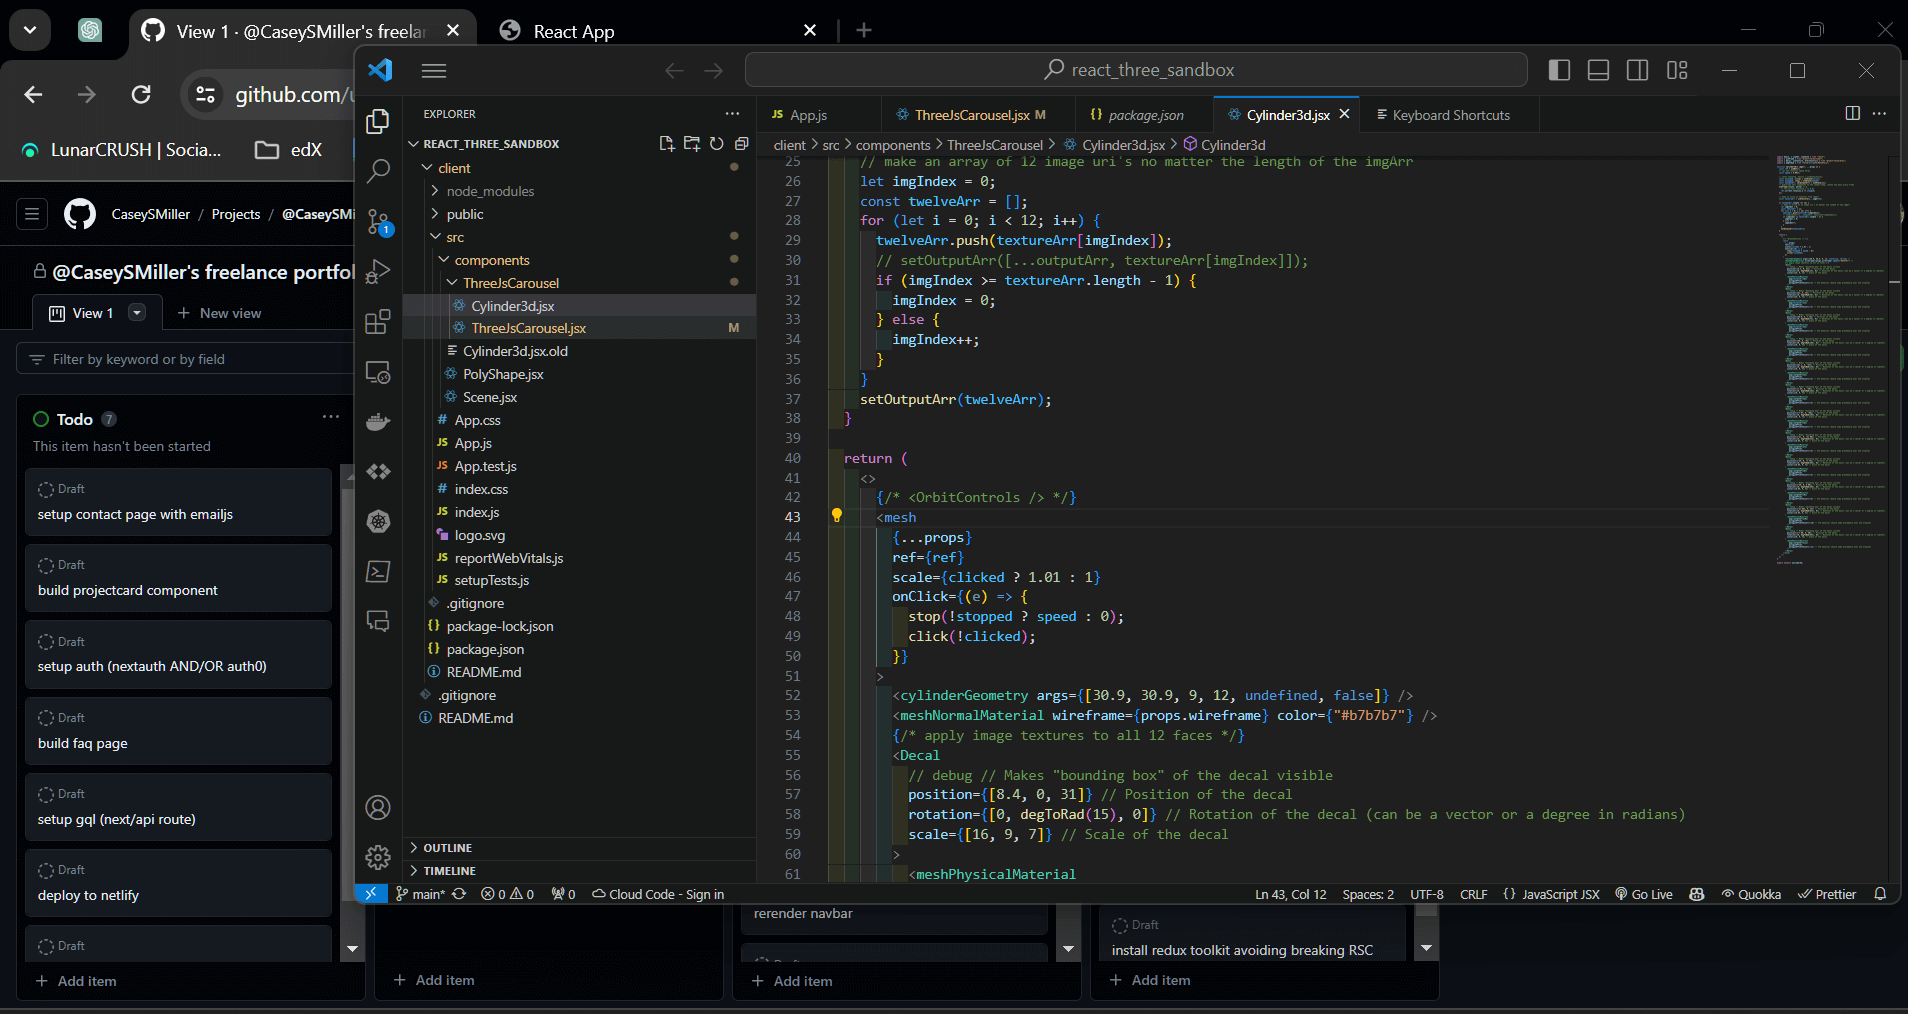 View 1 · @CaseySMiller's freelan
React App
github.com/u
LunarCRUSH | Socia...
edX
CaseySMiller / Projects / @CaseySMi
@CaseySMiller's freelance portfol
View 1
New view
Filter by keyword or by field
Todo 7
This item hasn't been started
Draft
setup contact page with emailjs
Draft
build projectcard component
Draft
setup auth (nextauth AND/OR auth0)
Draft
build faq page
Draft
setup gql (next/api route)
Draft
deploy to netlify
Draft
Add item
Add item
rerender navbar
Add item
Draft
install redux toolkit avoiding breaking RSC
Add item
react_three_sandbox
EXPLORER
REACT_THREE_SANDBOX
client
node_modules
public
src
components
ThreeJsCarousel
Cylinder3d.jsx
ThreeJsCarousel.jsx M
Cylinder3d.jsx.old
PolyShape.jsx
Scene.jsx
# App.css
JS App.js
JS App.test.js
# index.css
JS index.js
logo.svg
JS reportWebVitals.js
JS setupTests.js
.gitignore
{} package-lock.json
{} package.json
README.md
.gitignore
README.md
OUTLINE
TIMELINE
1
JS App.js
ThreeJsCarousel.jsx M
{} package.json
Cylinder3d.jsx
Keyboard Shortcuts
client > src > components > ThreeJsCarousel > Cylinder3d.jsx > Cylinder3d
25 // make an array of 12 image uri's no matter the length of the imgArr
26 let imgIndex = 0;
27 const twelveArr = [];
28 for (let i = 0; i < 12; i++) {
29 twelveArr.push(textureArr[imgIndex]);
30 // setOutputArr([...outputArr, textureArr[imgIndex]]);
31 if (imgIndex >= textureArr.length - 1) {
32 imgIndex = 0;
33 } else {
34 imgIndex++;
35 }
36 }
37 setOutputArr(twelveArr);
38 }
39
40 return (
41 <>
42 {/* <OrbitControls /> */}
43 <mesh
44 {...props}
45 ref={ref}
46 scale={clicked ? 1.01 : 1}
47 onClick={(e) => {
48 stop(!stopped ? speed : 0);
49 click(!clicked);
50 }}
51 >
52 <cylinderGeometry args={[30.9, 30.9, 9, 12, undefined, false]} />
53 <meshNormalMaterial wireframe={props.wireframe} color={"#b7b7b7"} />
54 {/* apply image textures to all 12 faces */}
55 <Decal
56 // debug // Makes "bounding box" of the decal visible
57 position={[8.4, 0, 31]} // Position of the decal
58 rotation={[0, degToRad(15), 0]} // Rotation of the decal (can be a vector or a degree in radians)
59 scale={[16, 9, 7]} // Scale of the decal
60 >
61 <meshPhysicalMaterial
main* 0 0 0 Cloud Code - Sign in
Ln 43, Col 12 Spaces: 2 UTF-8 CRLF {} JavaScript JSX Go Live Quokka Prettier